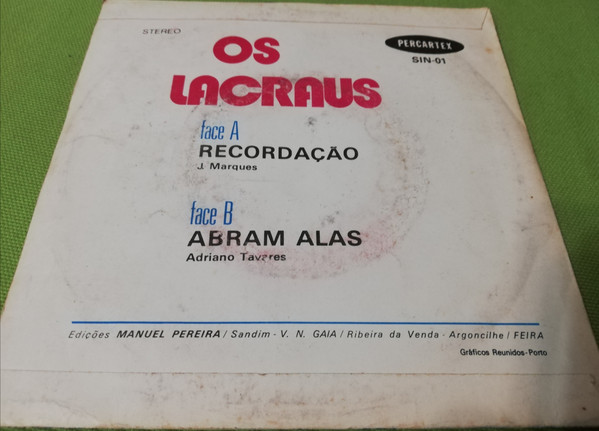 STEREO
PERCARTEX
SIN-01
OS
LACRAUS
face A
RECORDAÇÃO
J. Marques
face B
ABRAM ALAS
Adriano Tavares
Edições MANUEL PEREIRA / Sandim - V. N. GAIA / Ribeira da Venda - Argoncilhe / FEIRA
Gráficos Reunidos-Porto